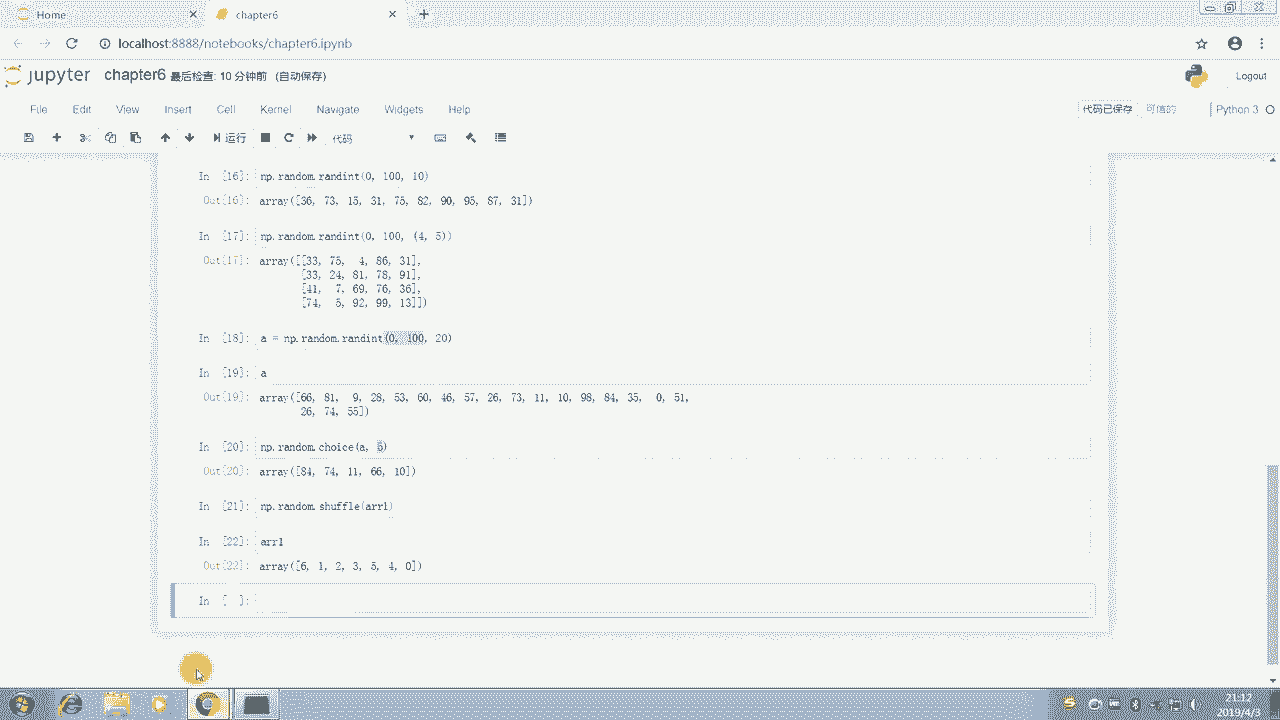 Home
chapter6
localhost:8888/notebooks/chapter6.ipynb
jupyter chapter6 最后检查: 10 分钟前 (自动保存)
Logout
File Edit View Insert Cell Kernel Navigate Widgets Help
代码已保存 可信的 Python 3
运行 代码
In [16]: np.random.randint(0, 100, 10)
Out[16]: array([36, 73, 15, 31, 75, 82, 90, 95, 87, 31])
In [17]: np.random.randint(0, 100, (4, 5))
Out[17]: array([[33, 75, 4, 86, 31],
[33, 24, 81, 78, 91],
[41, 7, 69, 76, 36],
[74, 5, 92, 99, 13]])
In [18]: a = np.random.randint(0, 100, 20)
In [19]: a
Out[19]: array([66, 81, 9, 28, 53, 60, 46, 57, 26, 73, 11, 10, 98, 84, 35, 0, 51,
26, 74, 55])
In [20]: np.random.choice(a, 5)
Out[20]: array([84, 74, 11, 66, 10])
In [21]: np.random.shuffle(arr1)
In [22]: arr1
Out[22]: array([6, 1, 2, 3, 5, 4, 0])
In [ ]:
21:12